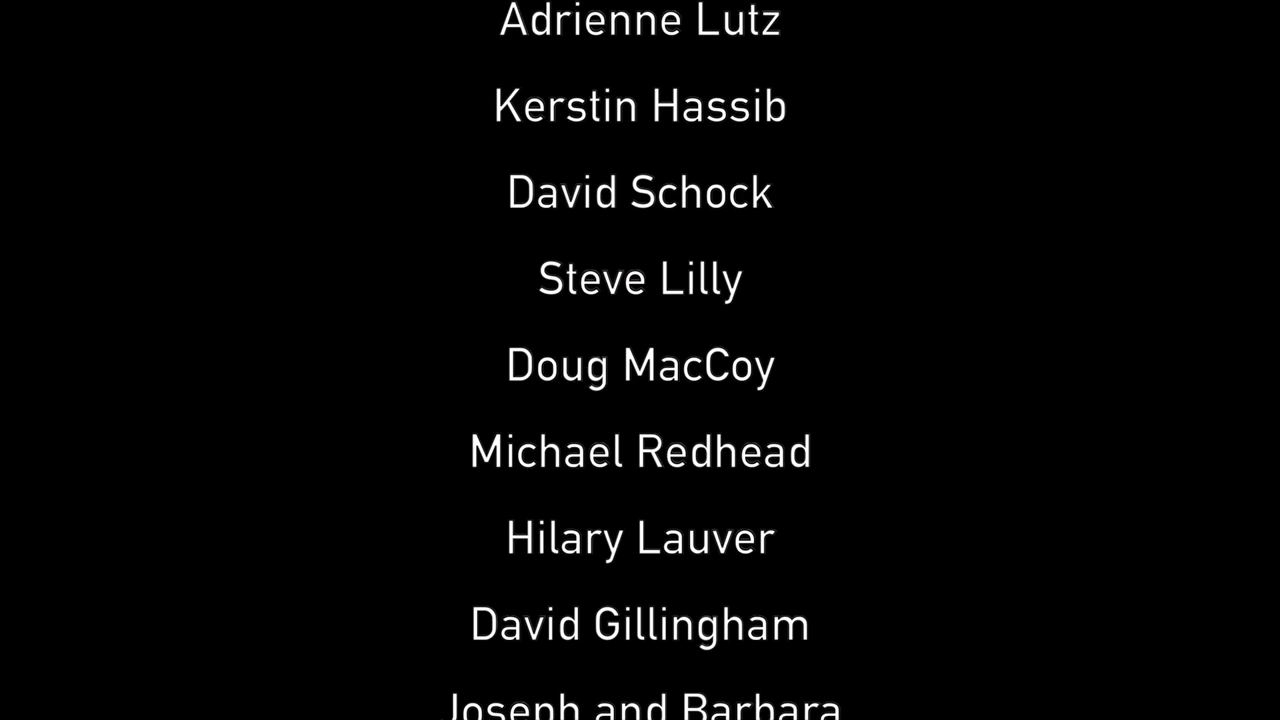 Adrienne Lutz
Kerstin Hassib
David Schock
Steve Lilly
Doug MacCoy
Michael Redhead
Hilary Lauver
David Gillingham
Joseph and Barbara